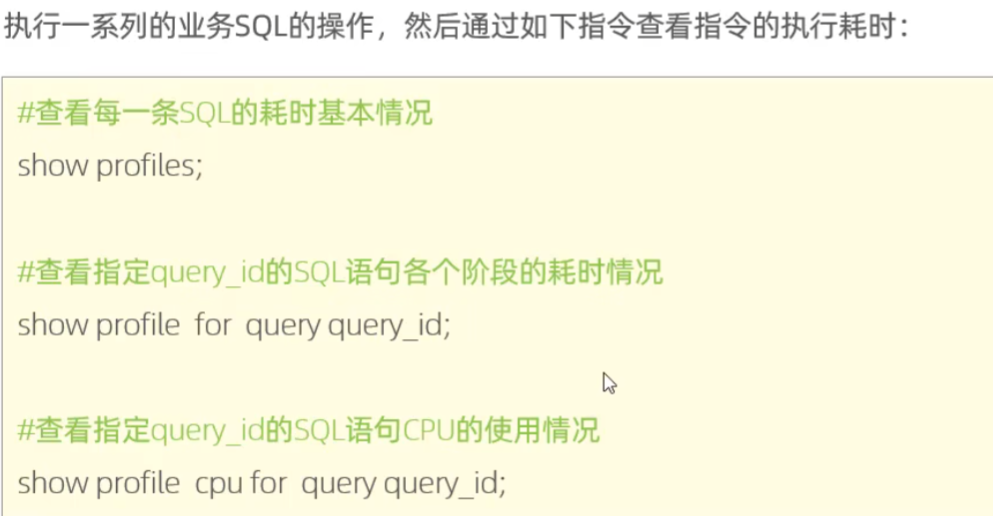 执行一系列的业务SQL的操作，然后通过如下指令查看指令的执行耗时：
#查看每一条SQL的耗时基本情况
show profiles;
#查看指定query_id的SQL语句各个阶段的耗时情况
show profile for query query_id;
#查看指定query_id的SQL语句CPU的使用情况
show profile cpu for query query_id;